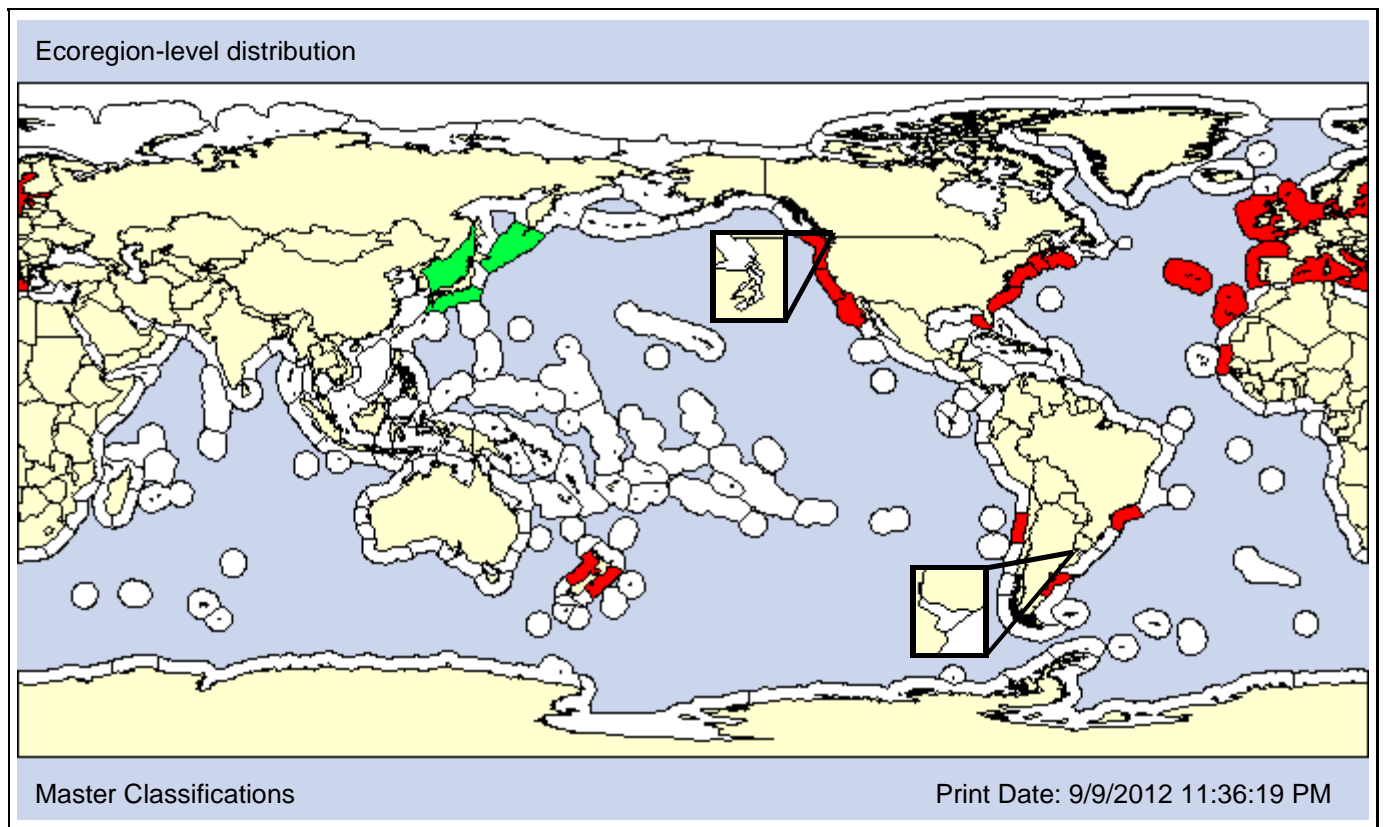 Ecoregion-level distribution
Master Classifications
Print Date: 9/9/2012 11:36:19 PM